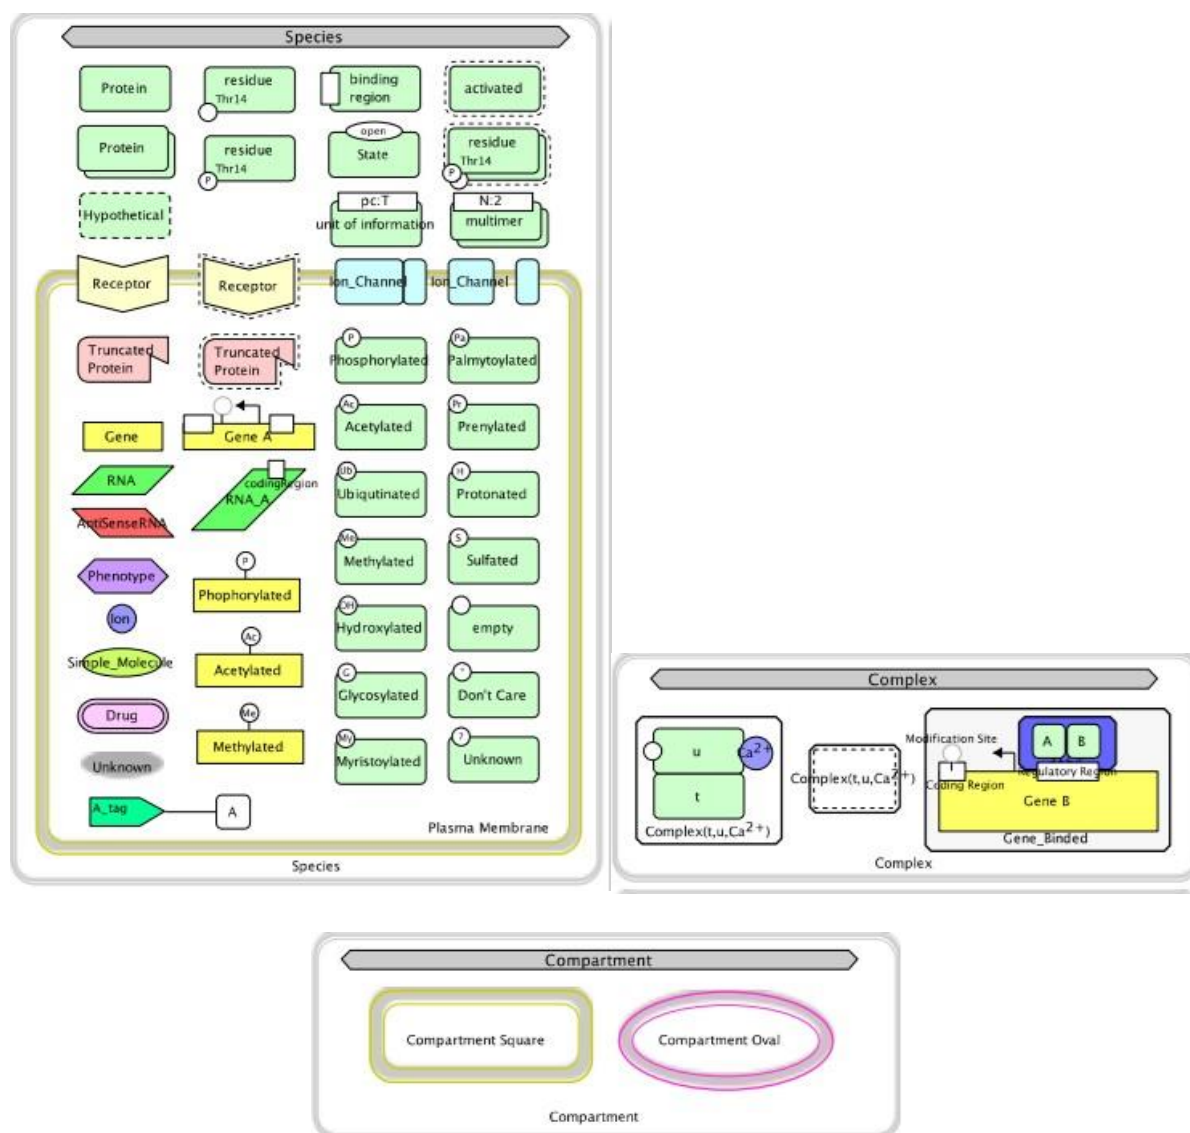 Species
Protein
residue
Thr14
binding
region
activated
Protein
residue
Thr14
P
open
State
residue
Thr14
P
Hypothetical
pc:T
unit of information
N:2
multimer
Receptor
Receptor
Ion_Channel
Ion_Channel
Truncated
Protein
Truncated
Protein
P
Phosphorylated
Pa
Palmytoylated
Gene
Gene A
Ac
Acetylated
Pr
Prenylated
RNA
codingRegion
RNA_A
Ub
Ubiqutinated
H
Protonated
AntiSenseRNA
Me
Methylated
S
Sulfated
Phenotype
P
Phophorylated
Ion
OH
Hydroxylated
empty
Simple_Molecule
Ac
Acetylated
G
Glycosylated
*
Don't Care
Drug
Me
Methylated
My
Myristoylated
?
Unknown
Unknown
A_tag
A
Plasma Membrane
Species
Complex
u
Ca2+
t
Complex(t,u,Ca2+)
Complex(t,u,Ca2+)
Modification Site
A
B
Regulatory Region
Coding Region
Gene B
Gene_Binded
Complex
Compartment
Compartment Square
Compartment Oval
Compartment